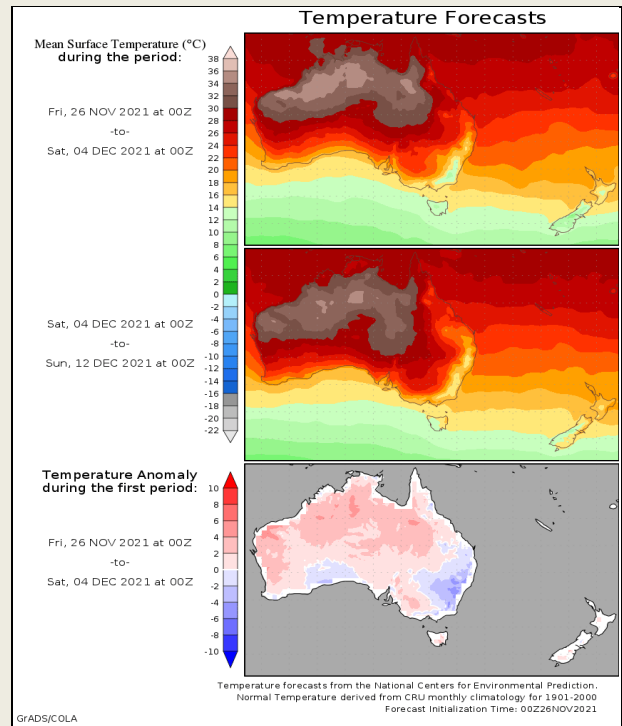 Temperature Forecasts
Mean Surface Temperature (°C)
during the period:
Fri, 26 NOV 2021 at 00Z
-to-
Sat, 04 DEC 2021 at 00Z
38
36
34
32
30
28
26
24
22
20
18
16
14
12
10
8
6
4
2
0
-2
-4
-6
-8
-10
-12
-14
-16
-18
-20
-22
Sat, 04 DEC 2021 at 00Z
-to-
Sun, 12 DEC 2021 at 00Z
Temperature Anomaly
during the first period:
Fri, 26 NOV 2021 at 00Z
-to-
Sat, 04 DEC 2021 at 00Z
10
8
6
4
2
0
-2
-4
-6
-8
-10
Temperature forecasts from the National Centers for Environmental Prediction.
Normal Temperature derived from CRU monthly climatology for 1901-2000
Forecast Initialization Time: 00Z26NOV2021
GrADS/COLA